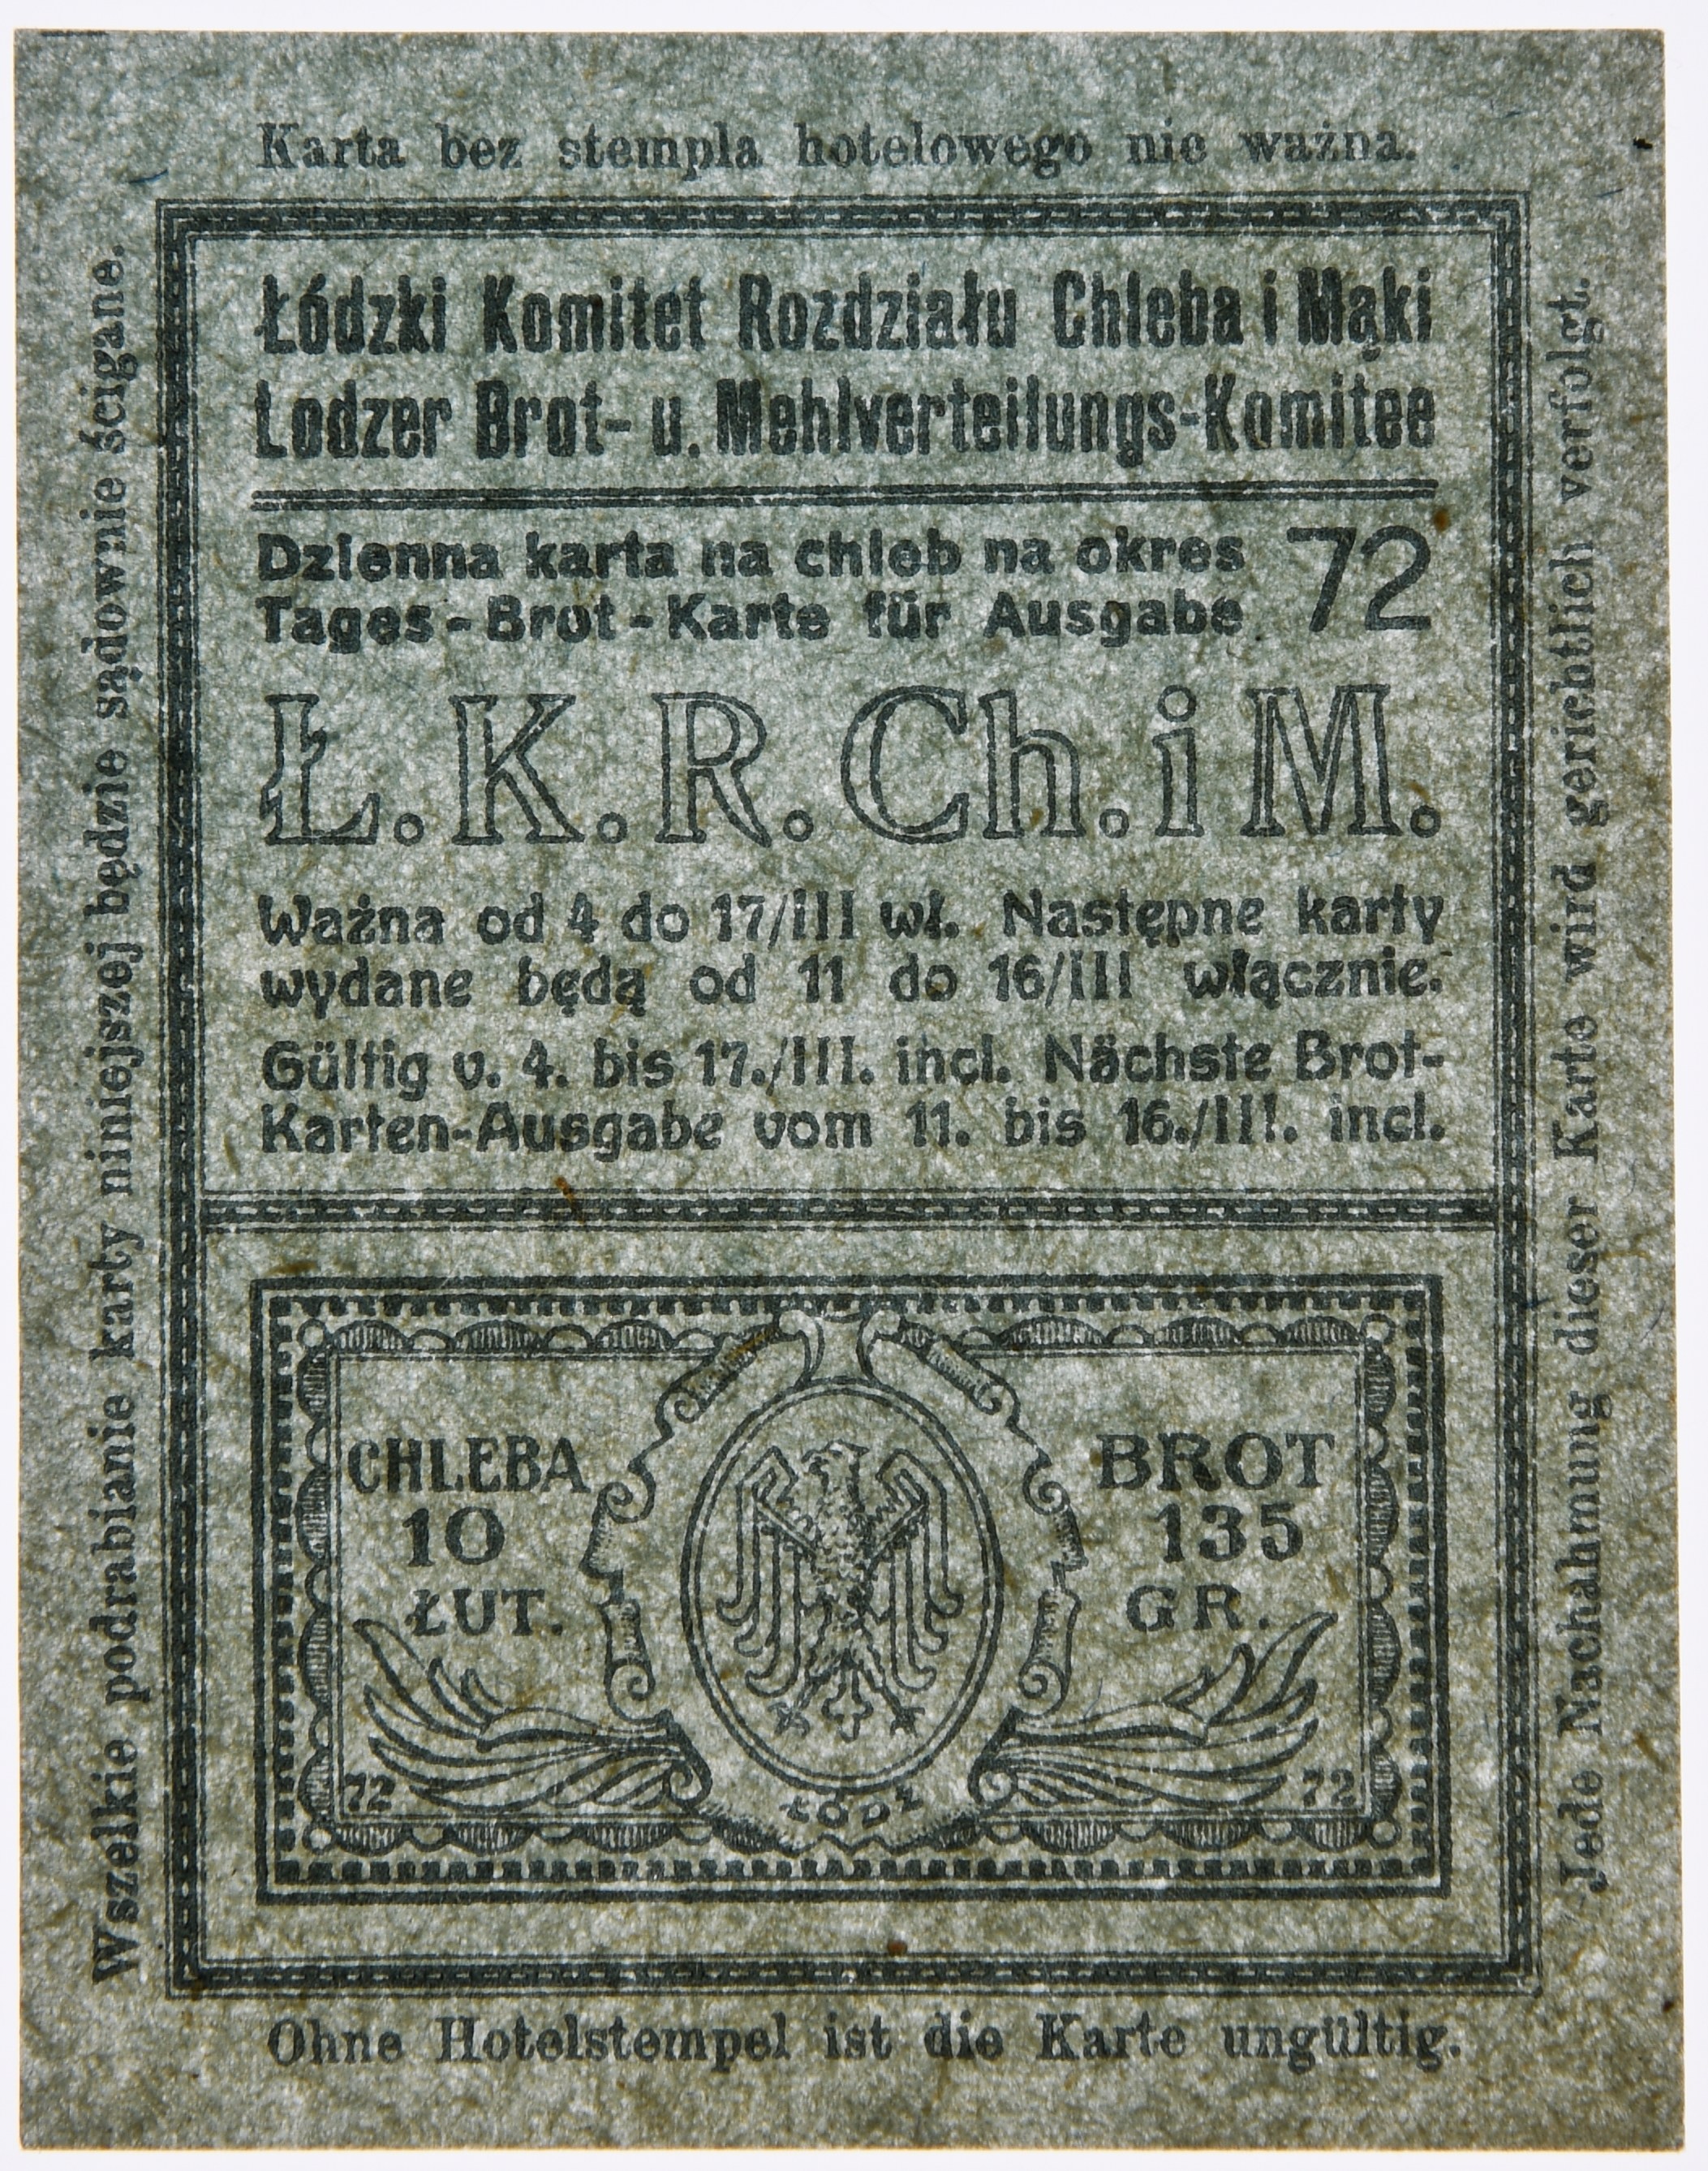 Karta bez stempla hotelowego nie ważna.
Wszelkie podrabianie karty niniejszej będzie sądownie ścigane.
Łódzki Komitet Rozdziału Chleba i Mąki
Lodzer Brot- u. Mehlverteilungs-Komitee
Dzienna karta na chleb na okres 72
Tages-Brot-Karte für Ausgabe
Ł. K. R. Ch. i M.
Ważna od 4 do 17/III wł. Następne karty
wydane będą od 11 do 16/III włącznie.
Gültig v. 4. bis 17./III. incl. Nächste Brot-
Karten-Ausgabe vom 11. bis 16./III. incl.
CHLEBA
10
ŁUT.
BROT
135
GR.
72
ŁÓDŹ
72
Jede Nachahmung dieser Karte wird gerichtlich verfolgt.
Ohne Hotelstempel ist die Karte ungültig.